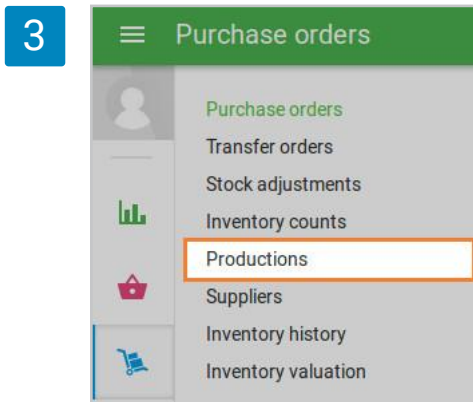 3
Purchase orders
Purchase orders
Transfer orders
Stock adjustments
Inventory counts
Productions
Suppliers
Inventory history
Inventory valuation